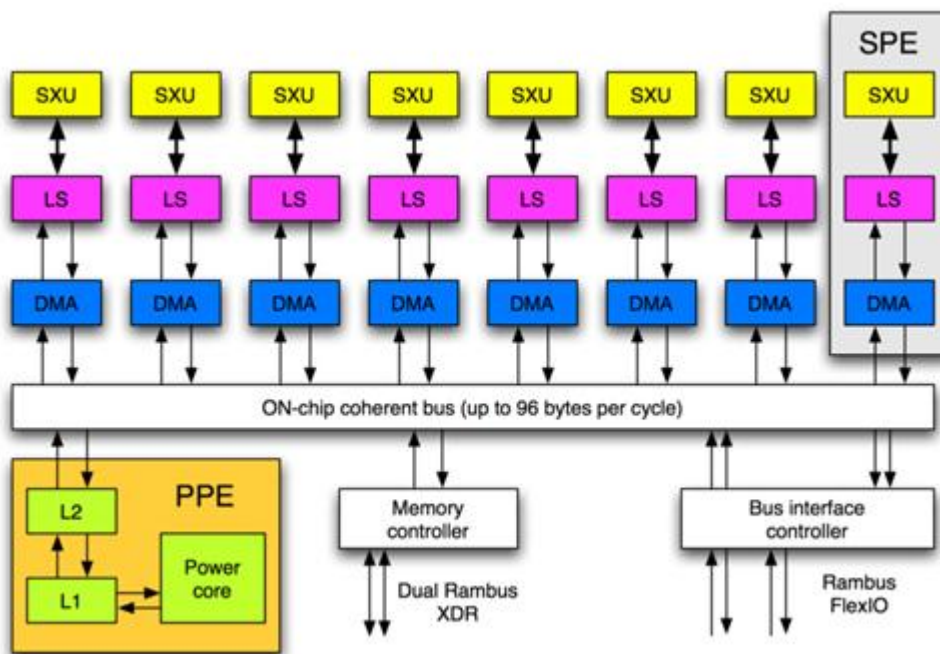 SPE
SXU SXU SXU SXU SXU SXU SXU SXU
LS LS LS LS LS LS LS LS
DMA DMA DMA DMA DMA DMA DMA DMA
ON-chip coherent bus (up to 96 bytes per cycle)
PPE
L2
Power
core
L1
Memory
controller
Dual Rambus
XDR
Bus interface
controller
Rambus
FlexIO